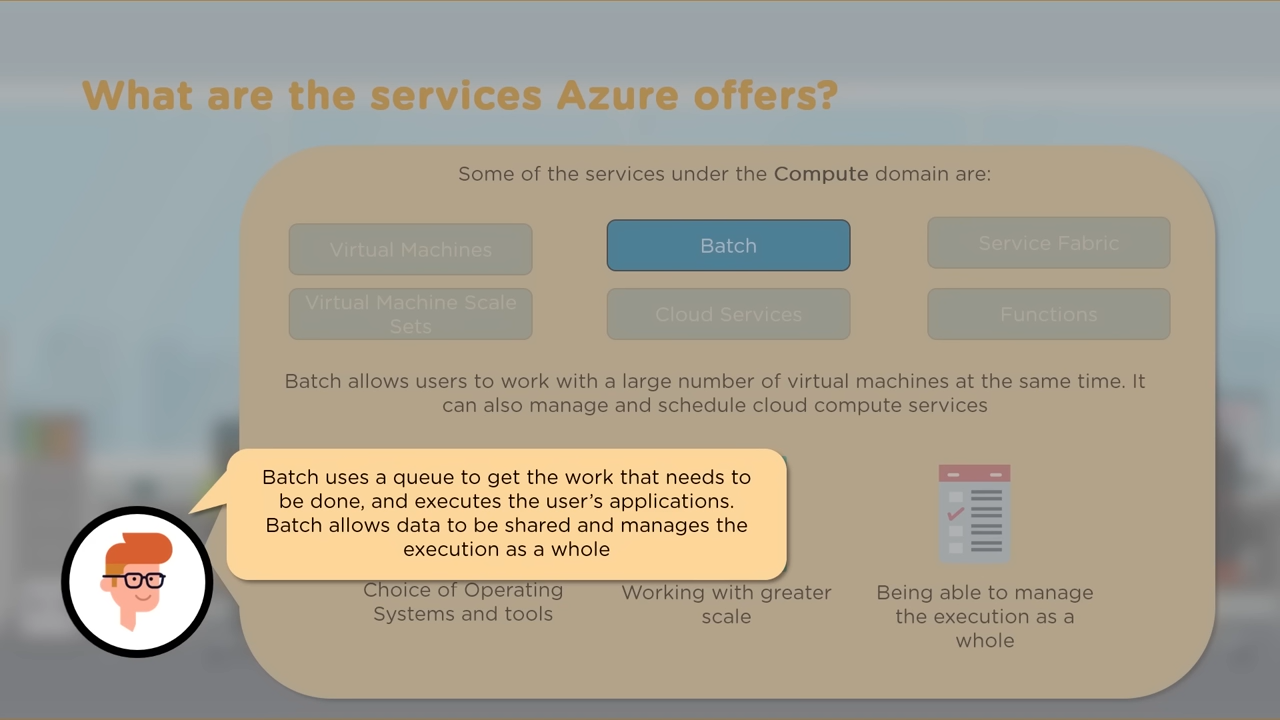 What are the services Azure offers?
Some of the services under the Compute domain are:
Virtual Machines
Batch
Service Fabric
Virtual Machine Scale
Sets
Cloud Services
Functions
Batch allows users to work with a large number of virtual machines at the same time. It
can also manage and schedule cloud compute services
Batch uses a queue to get the work that needs to
be done, and executes the user’s applications.
Batch allows data to be shared and manages the
execution as a whole
Choice of Operating
Systems and tools
Working with greater
scale
Being able to manage
the execution as a
whole